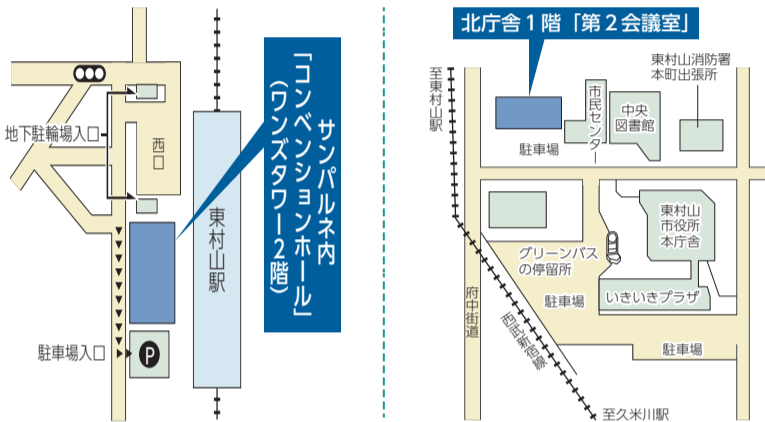 サンパルネ内
「コンベンションホール」
(ワンズタワー2階)
地下駐輪場入口
西口
東村山駅
駐車場入口
P
北庁舎1階「第2会議室」
至東村山駅
市民センター
中央
図書館
東村山消防署
本町出張所
駐車場
東村山
市役所
本庁舎
グリーンバス
の停留所
いきいきプラザ
駐車場
府中街道
西武新宿線
駐車場
至久米川駅